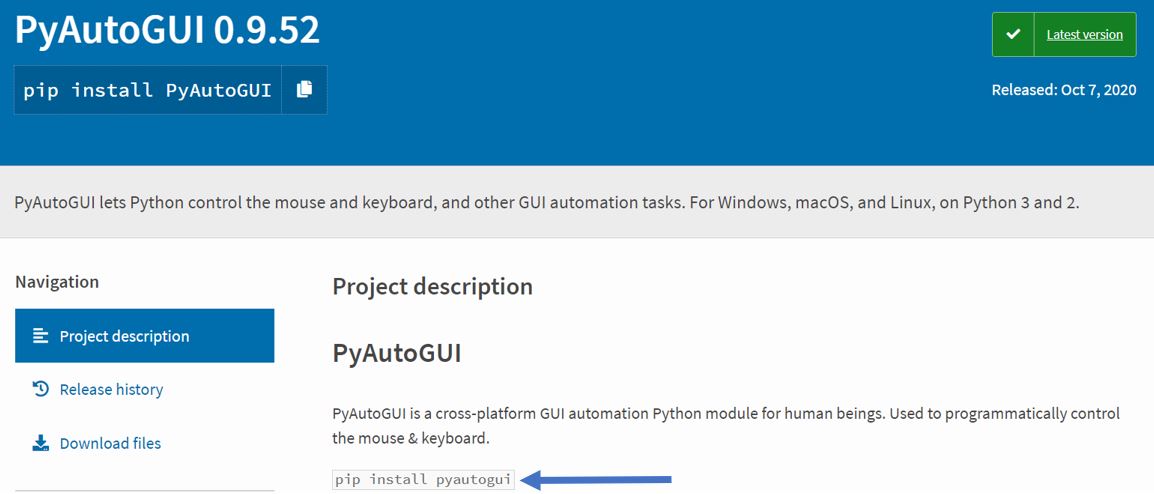 PyAutoGUI 0.9.52
Latest version
pip install PyAutoGUI
Released: Oct 7, 2020
PyAutoGUI lets Python control the mouse and keyboard, and other GUI automation tasks. For Windows, macOS, and Linux, on Python 3 and 2.
Navigation
Project description
Release history
Download files
Project description
PyAutoGUI
PyAutoGUI is a cross-platform GUI automation Python module for human beings. Used to programmatically control
the mouse & keyboard.
pip install pyautogui